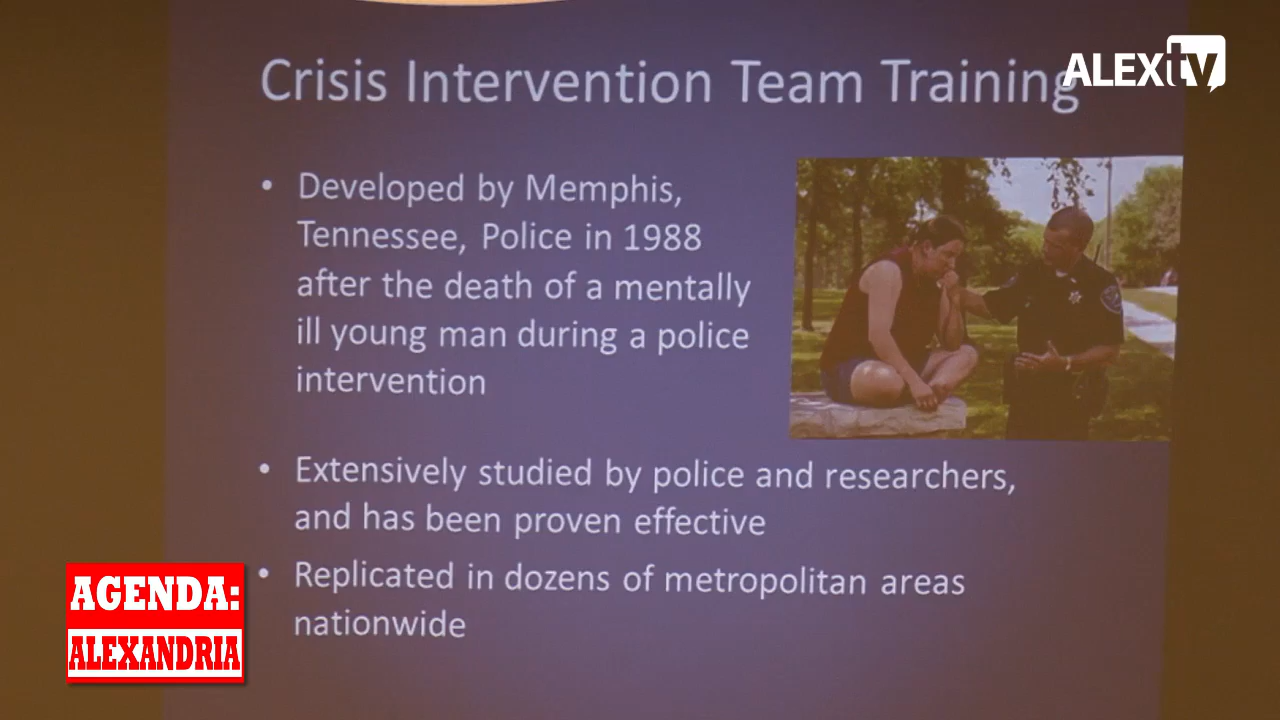 Crisis Intervention Team Training
ALEXtv
• Developed by Memphis,
Tennessee, Police in 1988
after the death of a mentally
ill young man during a police
intervention
• Extensively studied by police and researchers,
and has been proven effective
• Replicated in dozens of metropolitan areas
nationwide
AGENDA:
ALEXANDRIA